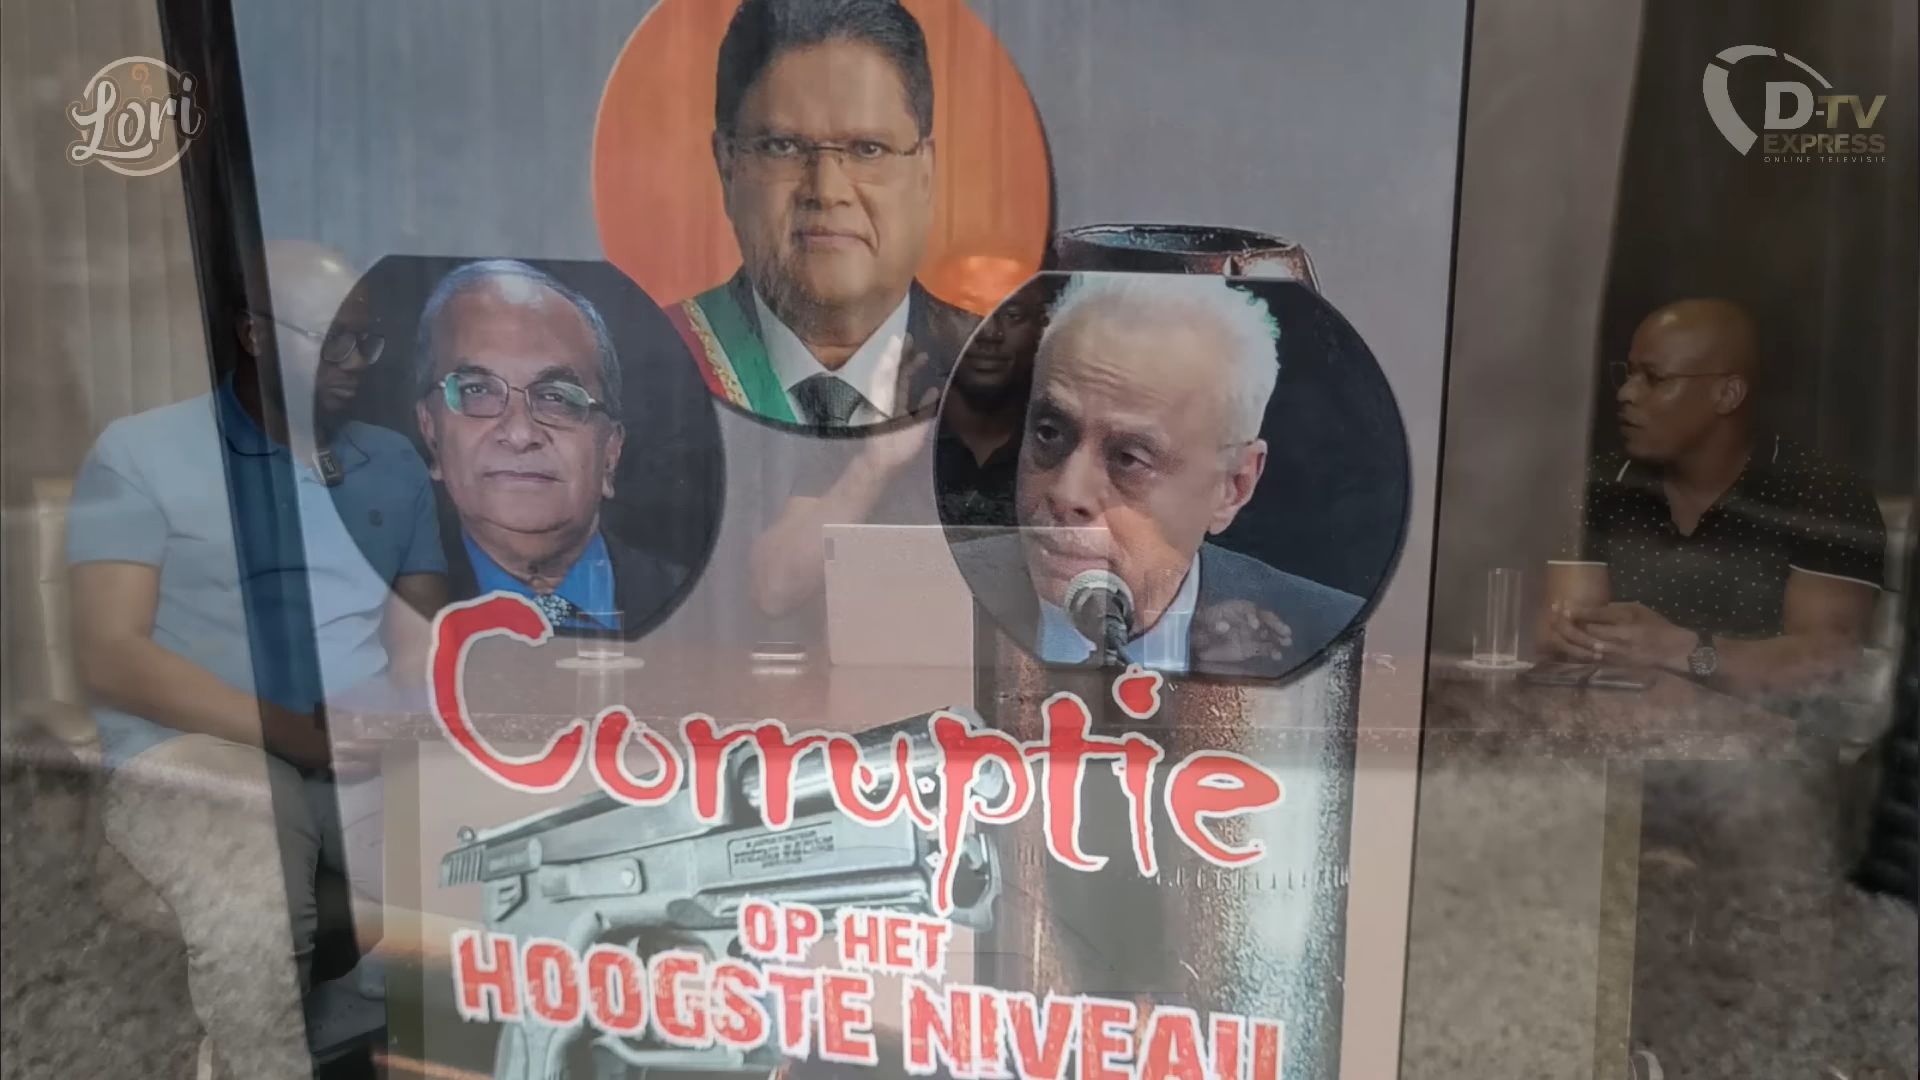 Lori
D-TV
EXPRESS
ONLINE TELEVISIE
Corruptie
OP HET
HOOGSTE NIVEAU